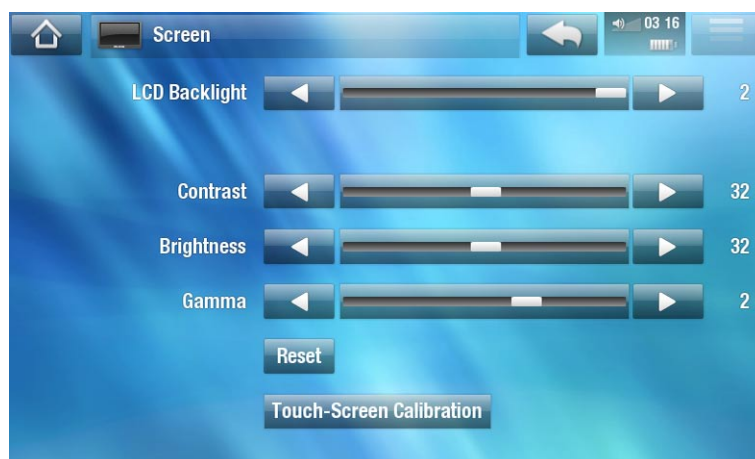 Screen
03 16
LCD Backlight 2
Contrast 32
Brightness 32
Gamma 2
Reset
Touch-Screen Calibration